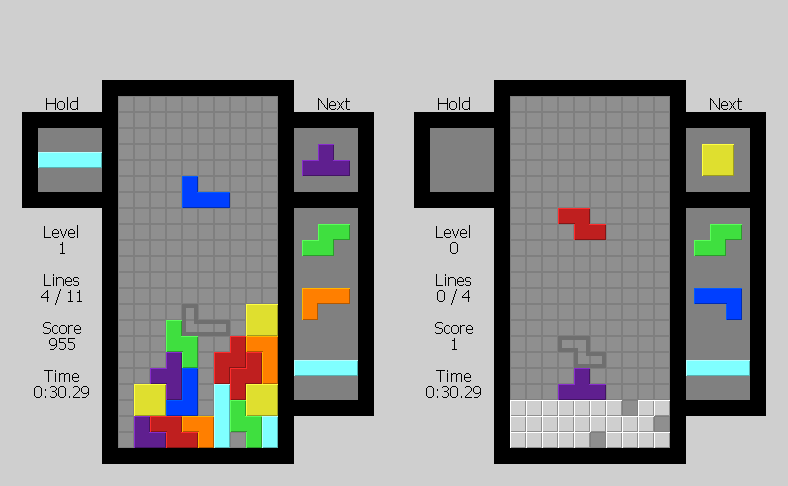 Hold
Next
Level
1
Lines
4 / 11
Score
955
Time
0:30.29
Hold
Next
Level
0
Lines
0 / 4
Score
1
Time
0:30.29